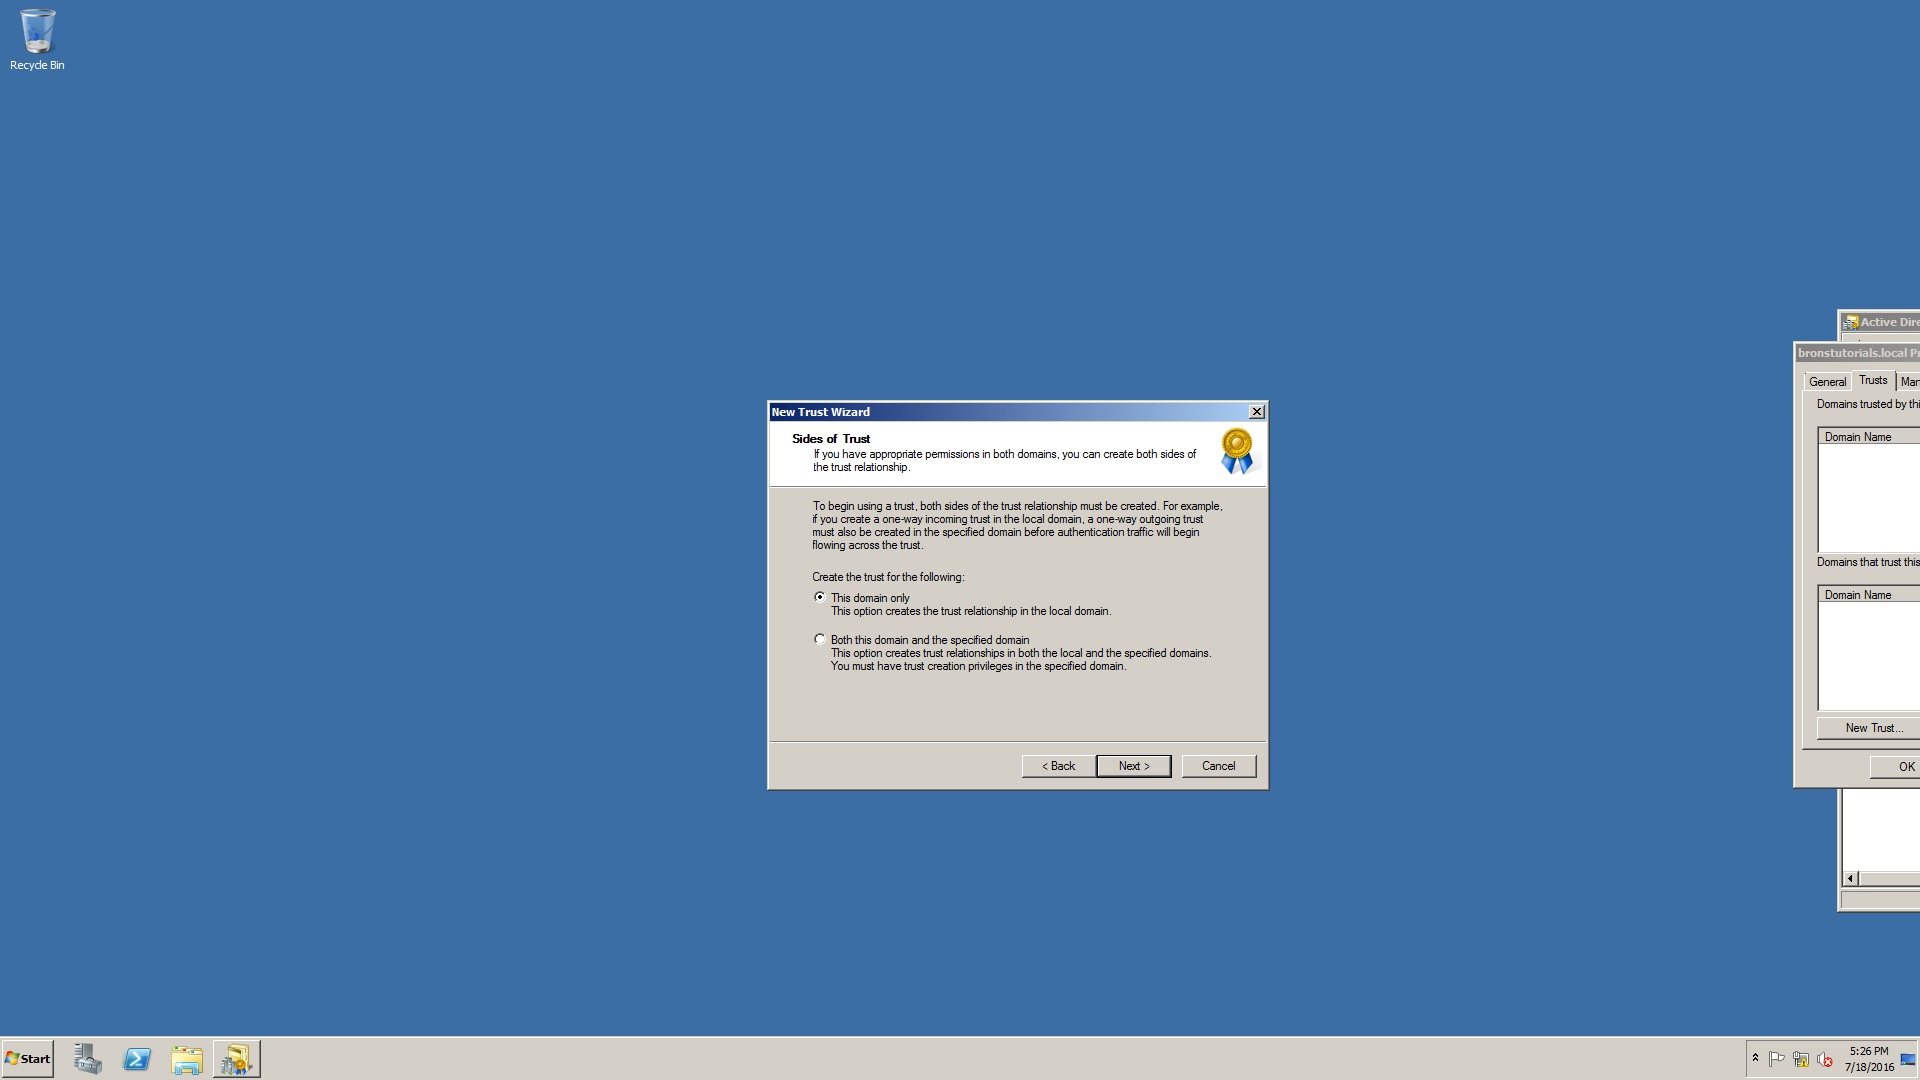 Recycle Bin
Active Dire
bronstutorials.local Pr
General
Trusts
Man
Domains trusted by thi
Domain Name
Domains that trust this
Domain Name
New Trust...
OK
New Trust Wizard
Sides of Trust
If you have appropriate permissions in both domains, you can create both sides of
the trust relationship.
To begin using a trust, both sides of the trust relationship must be created. For example,
if you create a one-way incoming trust in the local domain, a one-way outgoing trust
must also be created in the specified domain before authentication traffic will begin
flowing across the trust.
Create the trust for the following:
This domain only
This option creates the trust relationship in the local domain.
Both this domain and the specified domain
This option creates trust relationships in both the local and the specified domains.
You must have trust creation privileges in the specified domain.
< Back
Next >
Cancel
Start
5:26 PM
7/18/2016